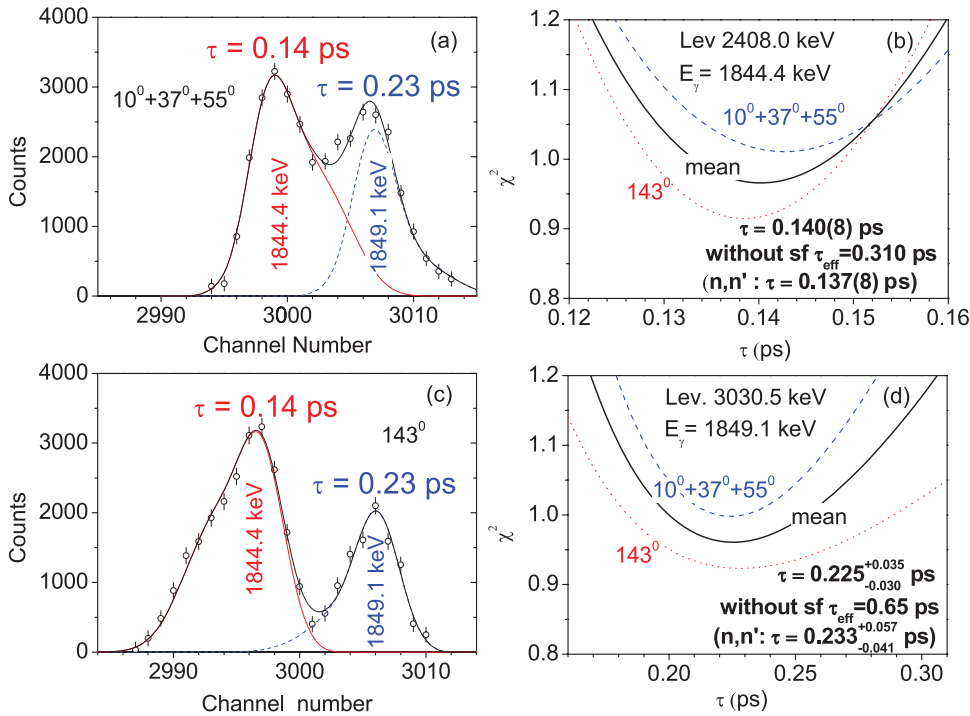 (a)
τ = 0.14 ps
10⁰+37⁰+55⁰
τ = 0.23 ps
1844.4 keV
1849.1 keV
Counts
4000
3000
2000
1000
0
2990
3000
3010
Channel Number
(b)
Lev 2408.0 keV
Eγ = 1844.4 keV
10⁰+37⁰+55⁰
mean
143⁰
τ = 0.140(8) ps
without sf τeff=0.310 ps
(n,n' : τ = 0.137(8) ps)
χ²
1.2
1.1
1.0
0.9
0.8
0.12
0.13
0.14
0.15
0.16
τ (ps)
(c)
τ = 0.14 ps
143⁰
τ = 0.23 ps
1844.4 keV
1849.1 keV
Counts
4000
3000
2000
1000
0
2990
3000
3010
Channel number
(d)
Lev. 3030.5 keV
Eγ = 1849.1 keV
10⁰+37⁰+55⁰
mean
143⁰
τ = 0.225+0.035-0.030 ps
without sf τeff=0.65 ps
(n,n': τ = 0.233+0.057-0.041 ps)
χ²
1.2
1.1
1.0
0.9
0.8
0.20
0.25
0.30
τ (ps)